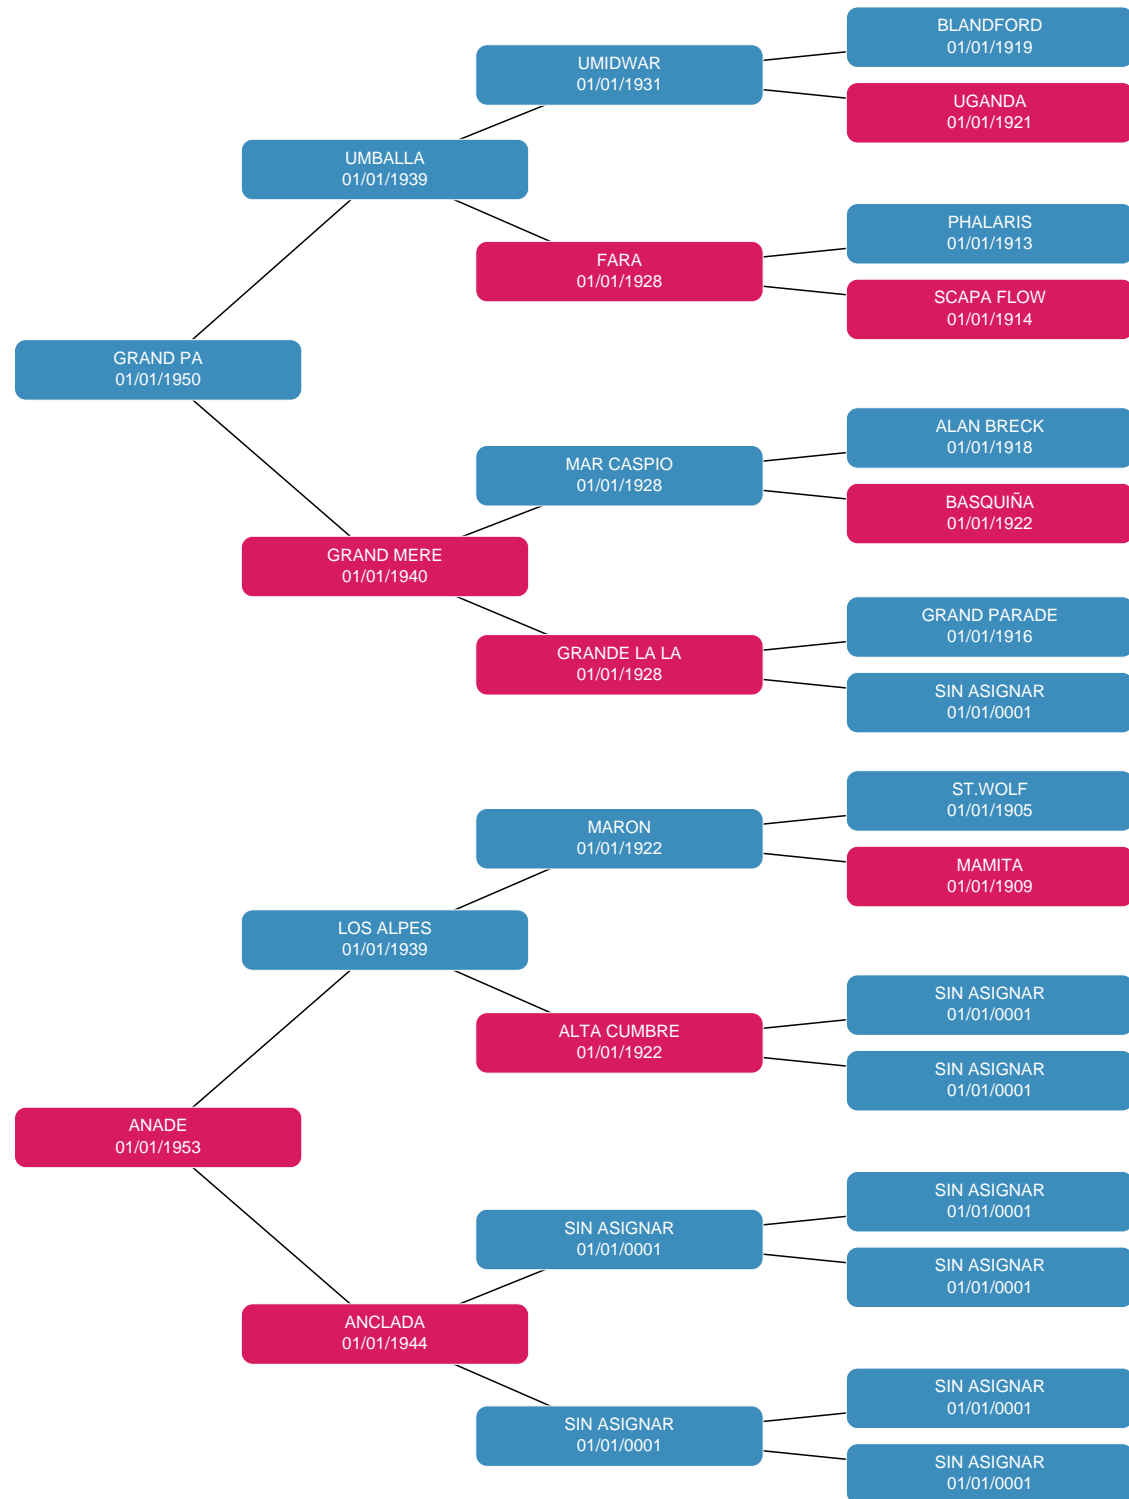 BLANDFORD
01/01/1919
UMIDWAR
01/01/1931
UGANDA
01/01/1921
UMBALLA
01/01/1939
PHALARIS
01/01/1913
FARA
01/01/1928
SCAPA FLOW
01/01/1914
GRAND PA
01/01/1950
ALAN BRECK
01/01/1918
MAR CASPIO
01/01/1928
BASQUIÑA
01/01/1922
GRAND MERE
01/01/1940
GRAND PARADE
01/01/1916
GRANDE LA LA
01/01/1928
SIN ASIGNAR
01/01/0001
ST.WOLF
01/01/1905
MARON
01/01/1922
MAMITA
01/01/1909
LOS ALPES
01/01/1939
SIN ASIGNAR
01/01/0001
ALTA CUMBRE
01/01/1922
SIN ASIGNAR
01/01/0001
ANADE
01/01/1953
SIN ASIGNAR
01/01/0001
SIN ASIGNAR
01/01/0001
SIN ASIGNAR
01/01/0001
ANCLADA
01/01/1944
SIN ASIGNAR
01/01/0001
SIN ASIGNAR
01/01/0001
SIN ASIGNAR
01/01/0001